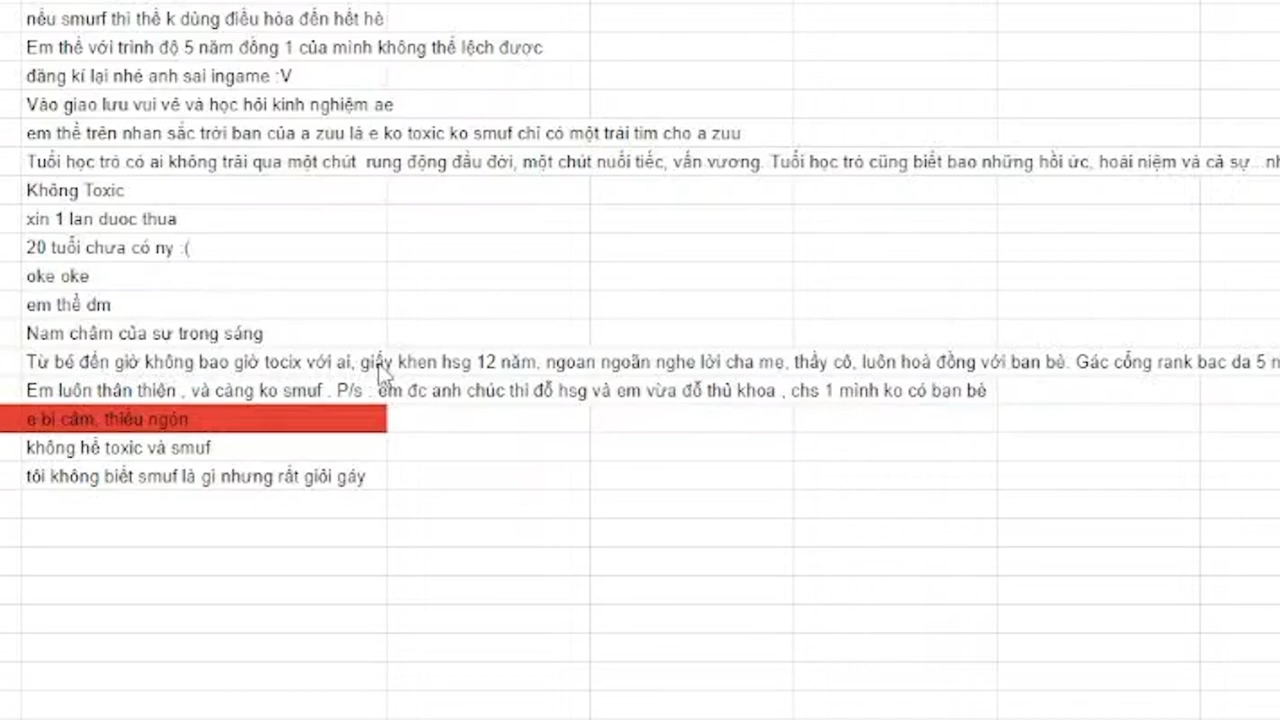 nếu smurf thì thề k dùng điều hòa đến hết hè
Em thề với trình độ 5 năm đồng 1 của mình không thể lệch được
đăng kí lại nhé anh sai ingame :V
Vào giao lưu vui vẻ và học hỏi kinh nghiệm ae
em thề trên nhan sắc trời ban của a zuu là e ko toxic ko smuf chỉ có một trái tim cho a zuu
Tuổi học trò có ai không trải qua một chút rung động đầu đời, một chút nuối tiếc, vấn vương. Tuổi học trò cũng biết bao những hồi ức, hoài niệm và cả sự
Không Toxic
xin 1 lan duoc thua
20 tuổi chưa có ny :(
oke oke
em thề dm
Nam châm của sự trong sáng
Từ bé đến giờ không bao giờ tocix với ai, giấy khen hsg 12 năm, ngoan ngoãn nghe lời cha mẹ, thầy cô, luôn hoà đồng với bạn bè. Gác cổng rank bạc đa 5
Em luôn thân thiện , và càng ko smuf . P/s : em đc anh chúc thi đỗ hsg và em vừa đỗ thủ khoa , chs 1 mình ko có bạn bè
e bị câm, thiếu ngón
không hề toxic và smuf
tôi không biết smuf là gì nhưng rất giỏi gáy